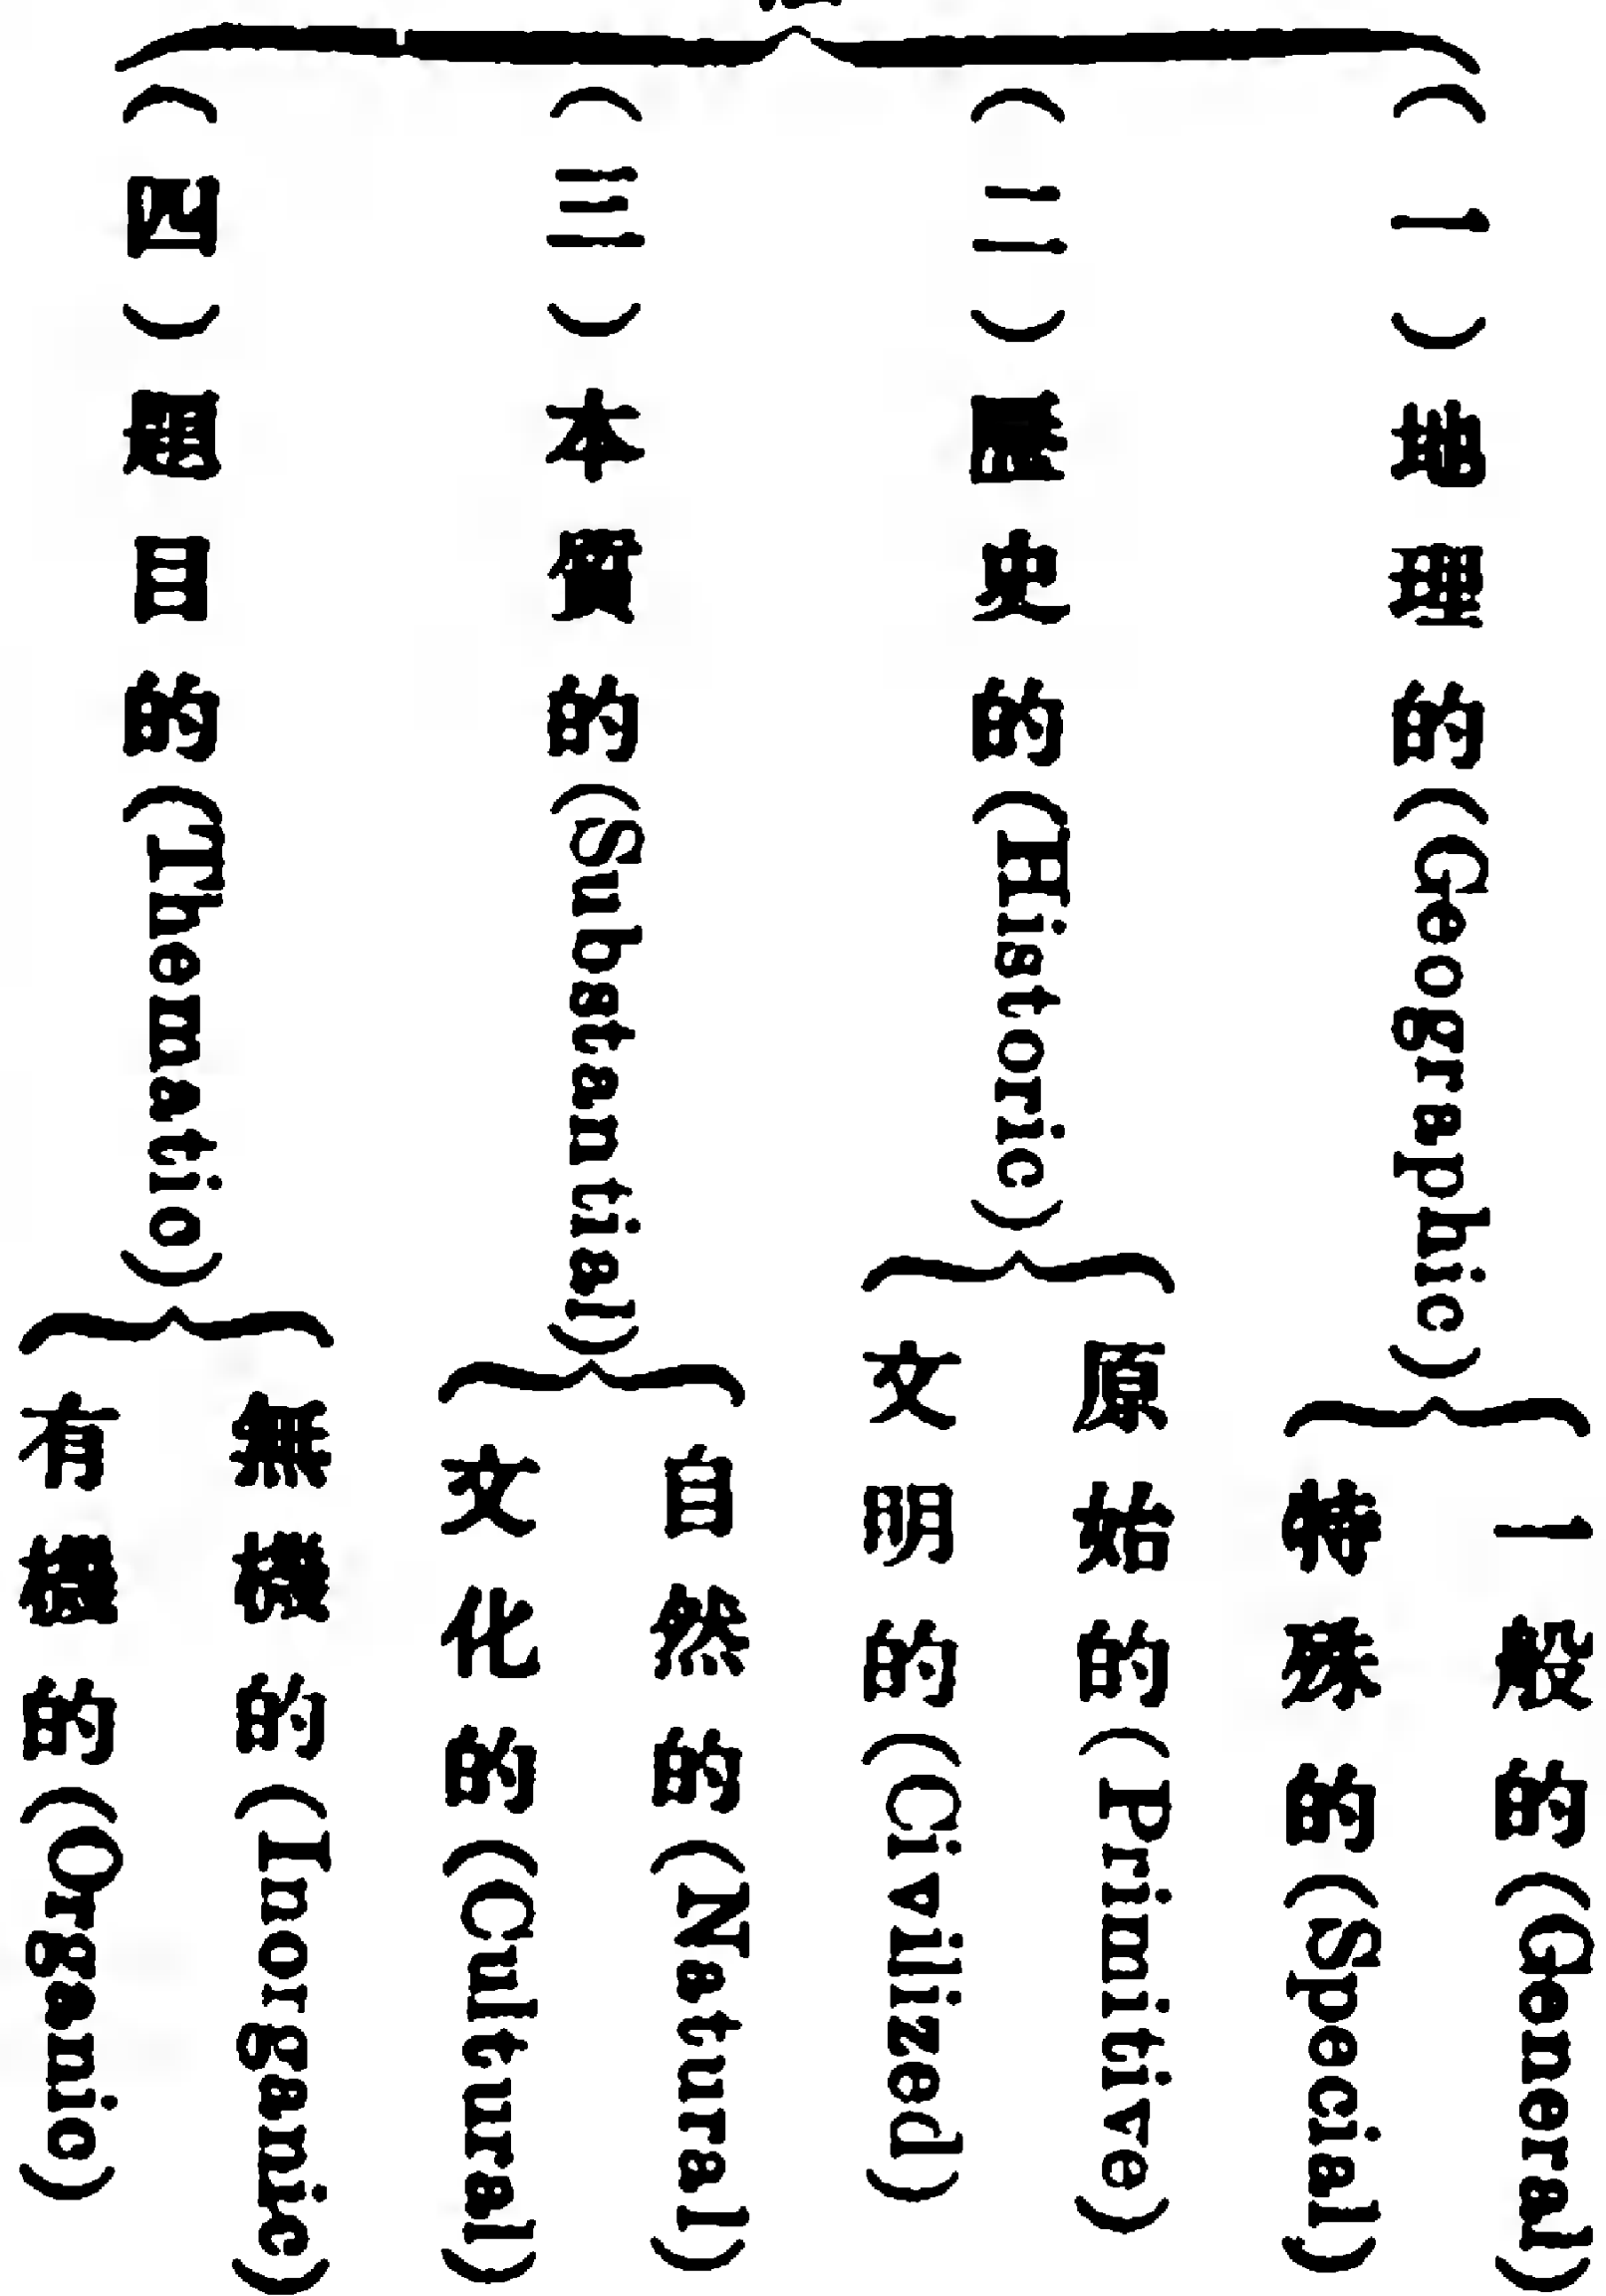 (一)地理的(Geographic)
一般的(General)
特殊的(Special)
(二)歷史的(Historic)
原始的(Primitive)
文明的(Civilized)
(三)本質的(Substantial)
自然的(Natural)
文化的(Cultural)
(四)題目的(Thematio)
無機的(Inorganic)
有機的(Organio)